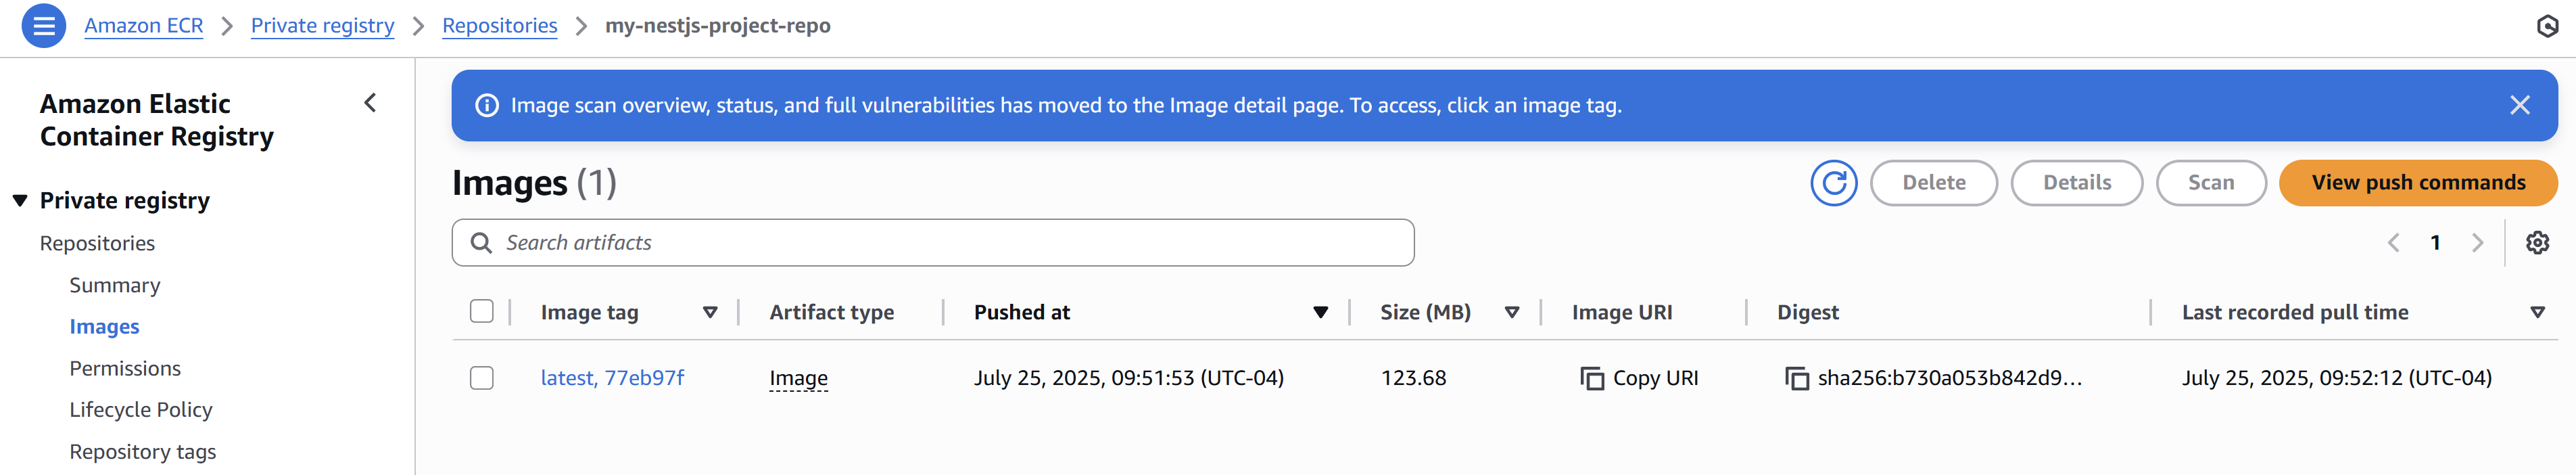 Amazon ECR > Private registry > Repositories > my-nestjs-project-repo
Amazon Elastic
Container Registry
Private registry
Repositories
Summary
Images
Permissions
Lifecycle Policy
Repository tags
Image scan overview, status, and full vulnerabilities has moved to the Image detail page. To access, click an image tag.
Images (1)
Delete
Details
Scan
View push commands
Search artifacts
1
Image tag
Artifact type
Pushed at
Size (MB)
Image URI
Digest
Last recorded pull time
latest, 77eb97f
Image
July 25, 2025, 09:51:53 (UTC-04)
123.68
Copy URI
sha256:b730a053b842d9...
July 25, 2025, 09:52:12 (UTC-04)